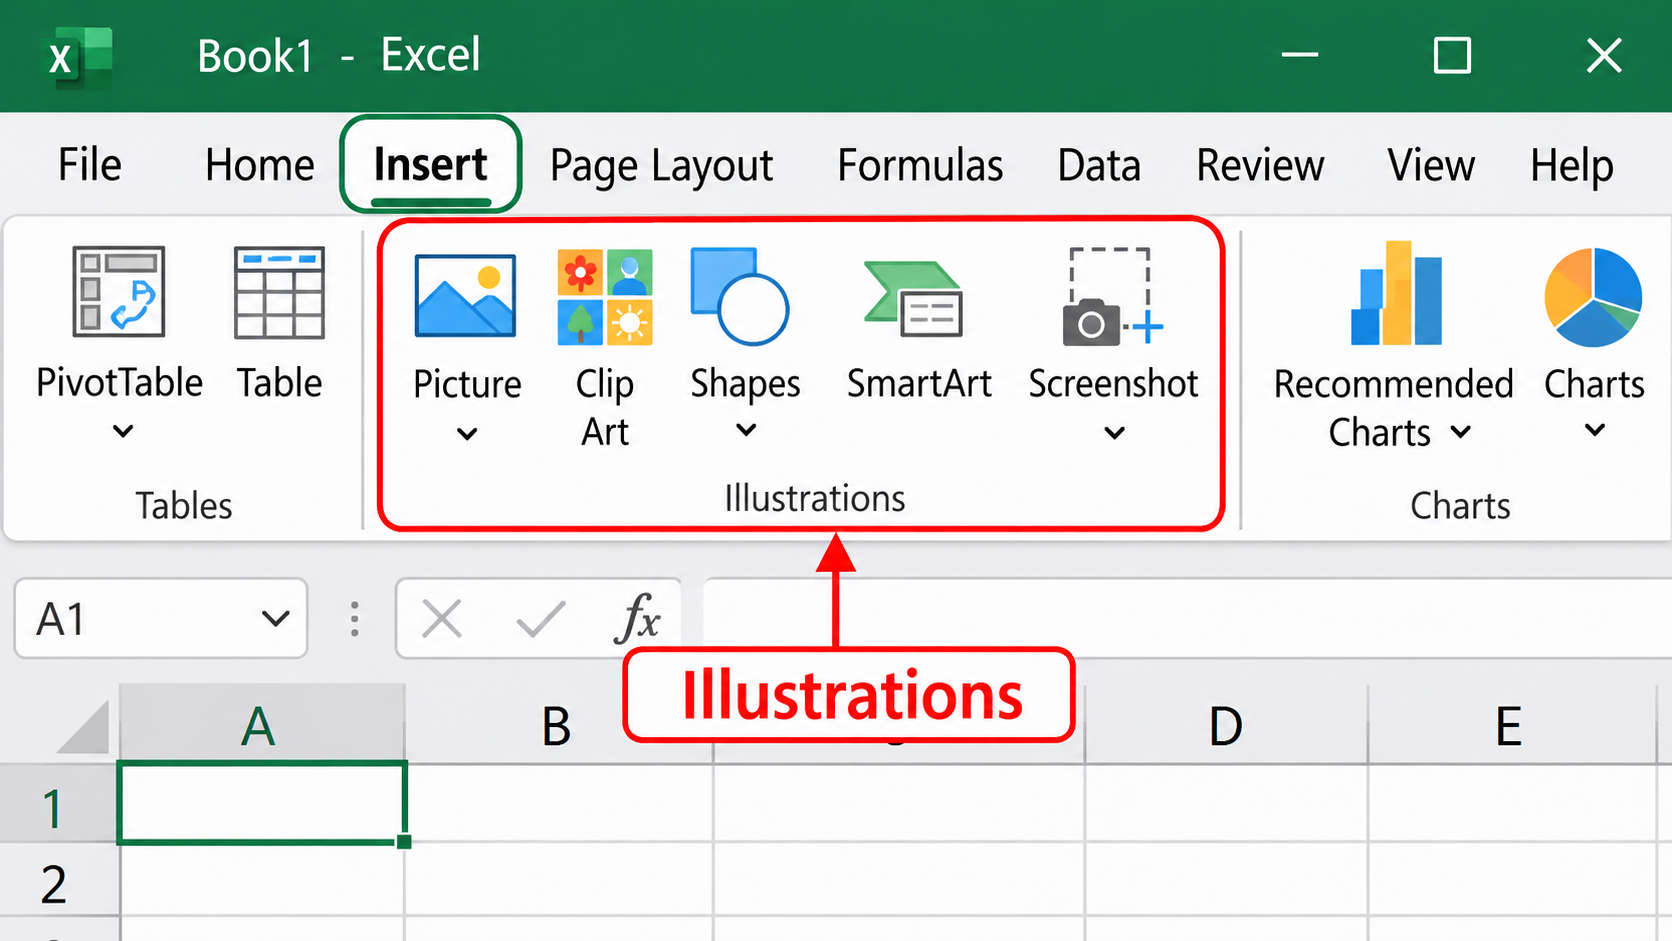 X Book1 - Excel
File Home Insert Page Layout Formulas Data Review View Help
PivotTable Table Picture Clip Art Shapes SmartArt Screenshot Recommended Charts Charts
Tables Illustrations Charts
A1 fx
Illustrations
A B D E
1
2